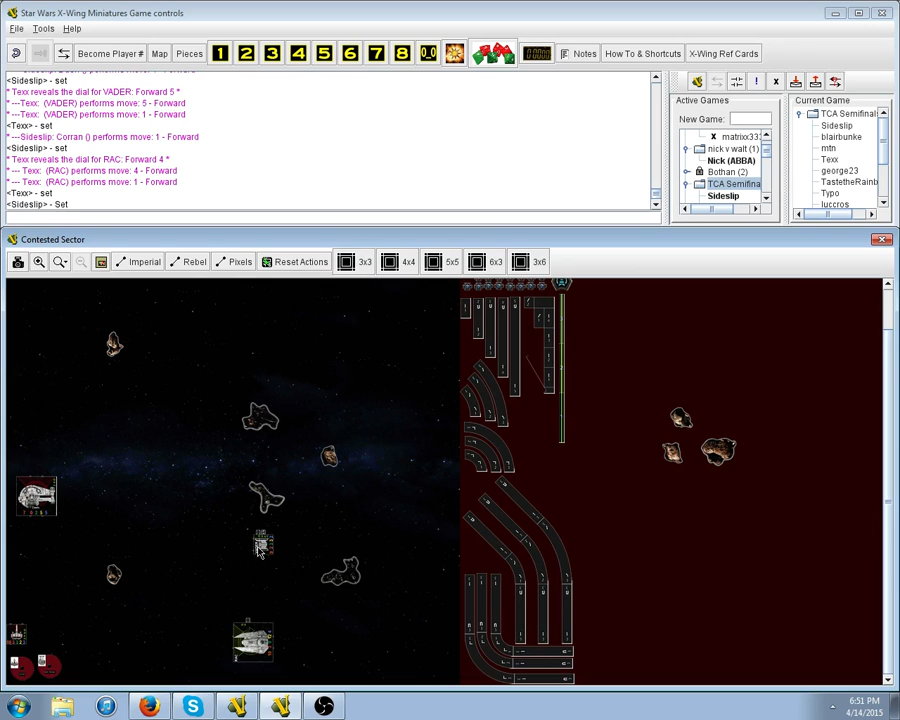 Star Wars X-Wing Miniatures Game controls
File Tools Help
Become Player # Map Pieces 1 2 3 4 5 6 7 8 Notes How To & Shortcuts X-Wing Ref Cards
<Sideslip> - set
* Texx reveals the dial for VADER: Forward 5 *
* ---Texx: (VADER) performs move: 5 - Forward
* --- Texx: (VADER) performs move: 1 - Forward
<Texx> - set
* ---Sideslip: Corran () performs move: 1 - Forward
<Sideslip> - set
* Texx reveals the dial for RAC: Forward 4 *
* --- Texx: (RAC) performs move: 4 - Forward
* --- Texx: (RAC) performs move: 1 - Forward
<Texx> - set
<Sideslip> - Set
! x
Active Games
New Game:
x matrixx333
nick v walt (1)
Nick (ABBA)
Bothan (2)
TCA Semifina
Sideslip
Current Game
TCA Semifinal
Sideslip
blairbunke
mtn
Texx
george23
TastetheRainb
Typo
luccros
Contested Sector
Imperial Rebel Pixels Reset Actions 3x3 4x4 5x5 6x3 3x6
6:51 PM
4/14/2015